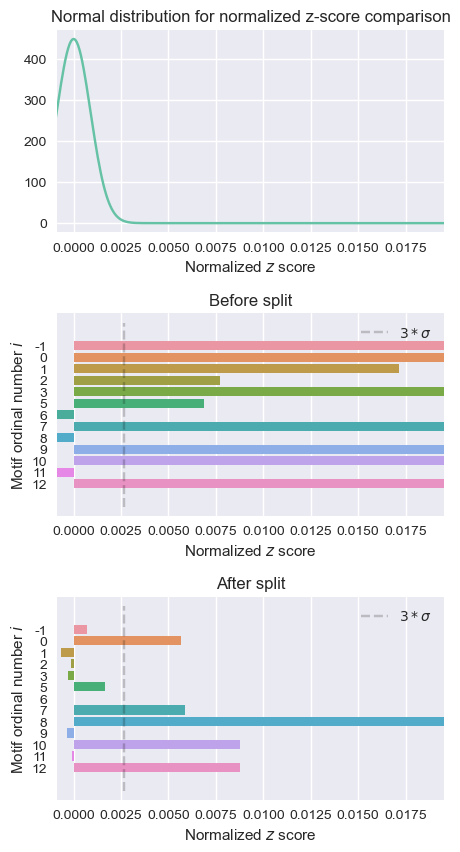 Normal distribution for normalized z-score comparison
400
300
200
100
0
0.0000 0.0025 0.0050 0.0075 0.0100 0.0125 0.0150 0.0175
Normalized z score
Before split
3 * σ
Motif ordinal number i
-1
0
1
2
3
5
6
7
8
9
10
11
12
0.0000 0.0025 0.0050 0.0075 0.0100 0.0125 0.0150 0.0175
Normalized z score
After split
3 * σ
Motif ordinal number i
-1
0
1
2
3
5
6
7
8
9
10
11
12
0.0000 0.0025 0.0050 0.0075 0.0100 0.0125 0.0150 0.0175
Normalized z score